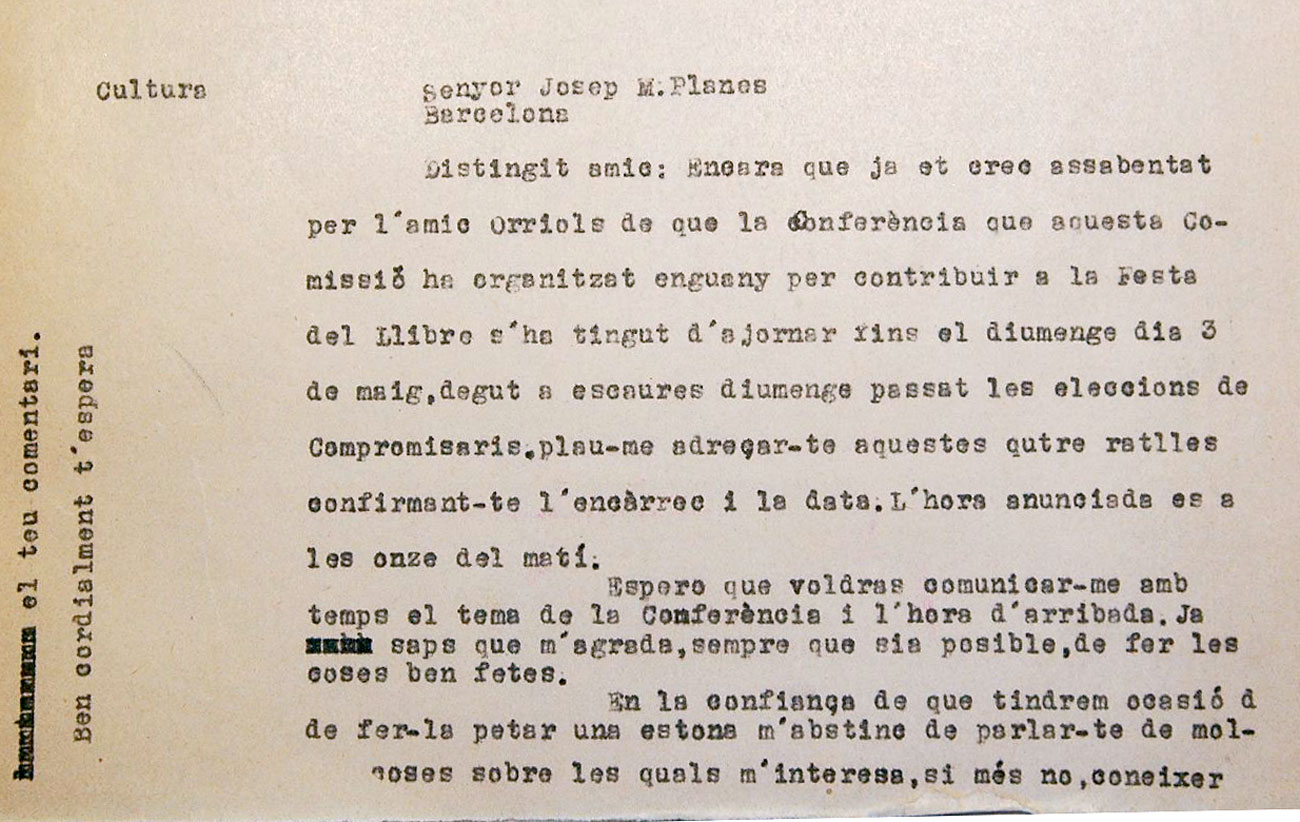 Cultura
Senyor Josep M.Planes
Barcelona
Distingit amic: Encara que ja et crec assabentat
per l'amic Orriols de que la Conferència que aquesta Co-
missió ha organitzat enguany per contribuir a la Festa
del Llibre s'ha tingut d'ajornar fins el diumenge dia 3
de maig,degut a escaures diumenge passat les eleccions de
Compromisaris,plau-me adreçar-te aquestes qutre ratlles
confirmant-te l'encàrrec i la data.L'hora anunciada es a
les onze del matí.
Espero que voldras comunicar-me amb
temps el tema de la Conferència i l'hora d'arribada.Ja
saps que m'agrada,sempre que sia posible,de fer les
coses ben fetes.
En la confiança de que tindrem ocasió d
de fer-la petar una estona m'abstinc de parlar-te de mol-
coses sobre les quals m'interesa,si més no,coneixer
el teu comentari.
Ben cordialment t'espera